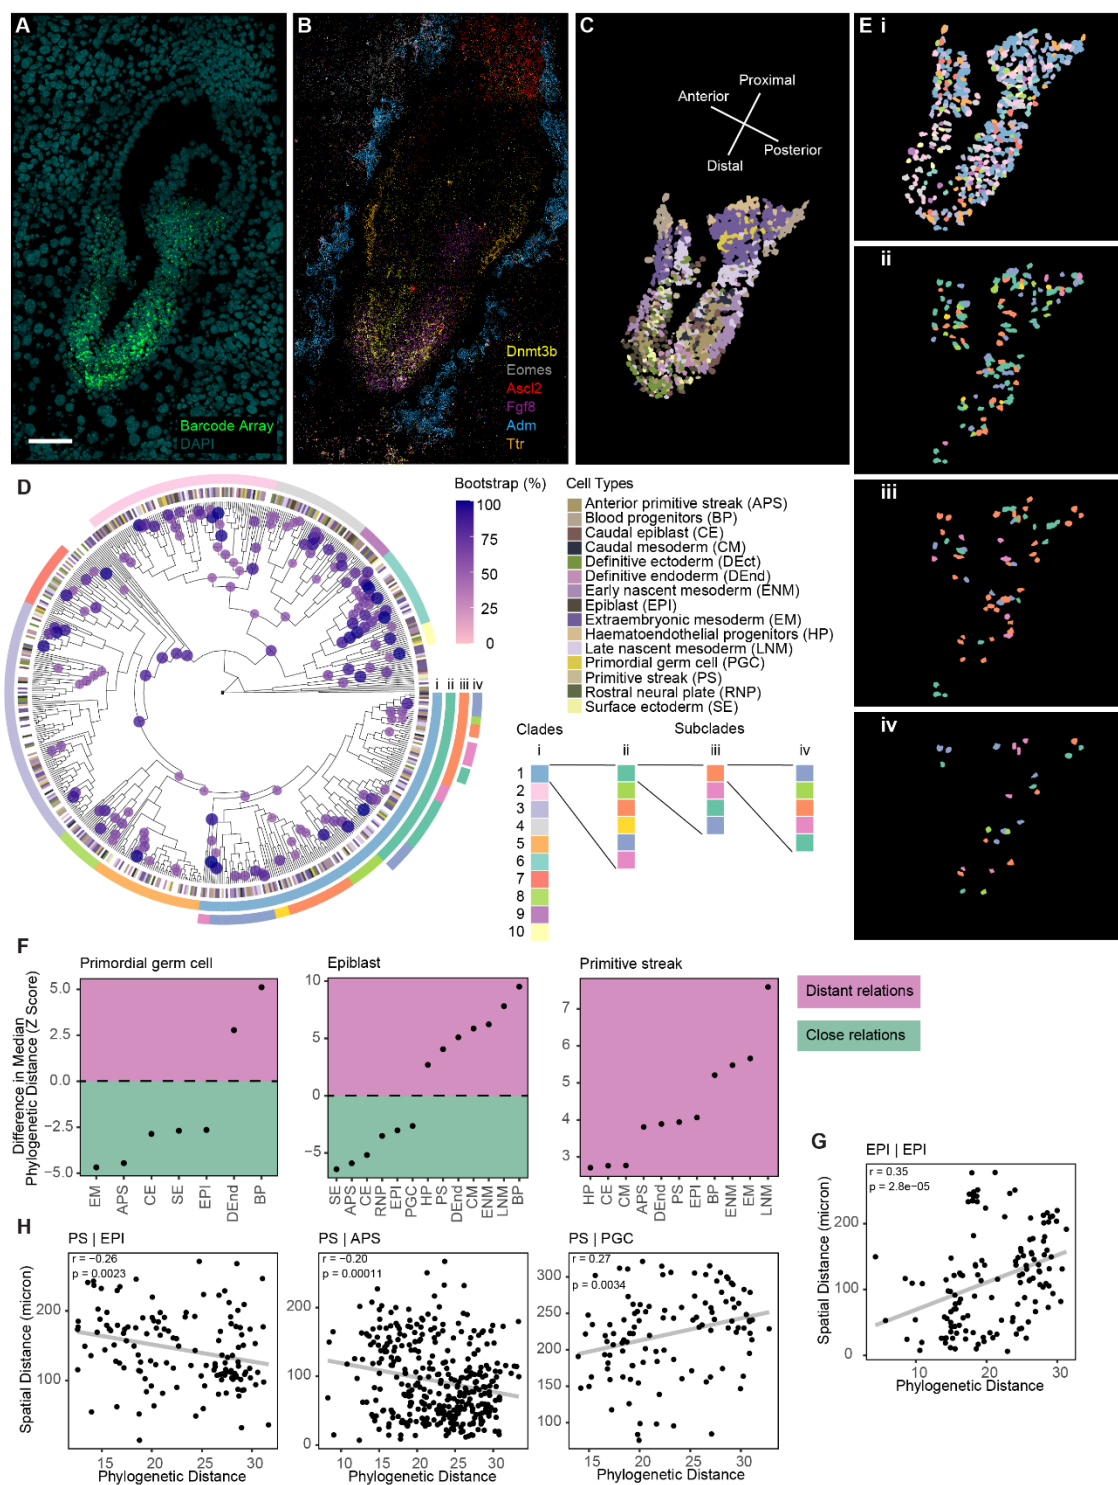 A
Barcode Array
DAPI
B
Dnmt3b
Eomes
Ascl2
Fgf8
Adm
Ttr
C
Proximal
Anterior
Posterior
Distal
E i
ii
iii
iv
D
Bootstrap (%)
100
75
50
25
0
i ii iii iv
Cell Types
Anterior primitive streak (APS)
Blood progenitors (BP)
Caudal epiblast (CE)
Caudal mesoderm (CM)
Definitive ectoderm (DEct)
Definitive endoderm (DEnd)
Early nascent mesoderm (ENM)
Epiblast (EPI)
Extraembryonic mesoderm (EM)
Haematoendothelial progenitors (HP)
Late nascent mesoderm (LNM)
Primordial germ cell (PGC)
Primitive streak (PS)
Rostral neural plate (RNP)
Surface ectoderm (SE)
Clades
Subclades
i ii iii iv
1
2
3
4
5
6
7
8
9
10
F
Primordial germ cell
Difference in Median
Phylogenetic Distance (Z Score)
5.0
2.5
0.0
−2.5
−5.0
EM APS CE SE EPI DEnd BP
Epiblast
10
5
0
−5
SE APS CE RNP EPI PGC HP PS DEnd CM ENM LNM BP
Primitive streak
7
6
5
4
3
HP CE CM APS DEnd PS EPI BP ENM EM LNM
Distant relations
Close relations
G
EPI | EPI
r = 0.35
p = 2.8e−05
Spatial Distance (micron)
200
100
0
10 20 30
Phylogenetic Distance
H
PS | EPI
r = −0.26
p = 0.0023
Spatial Distance (micron)
200
100
15 20 25 30
Phylogenetic Distance
PS | APS
r = −0.20
p = 0.00011
200
100
0
10 15 20 25 30
Phylogenetic Distance
PS | PGC
r = 0.27
p = 0.0034
300
250
200
150
100
15 20 25 30
Phylogenetic Distance